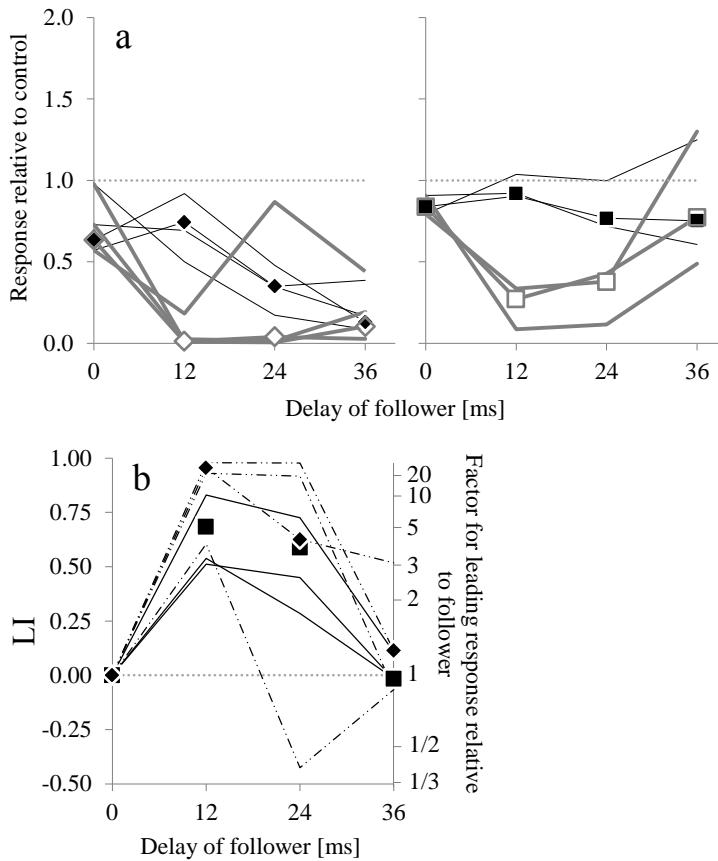 a
2.0
1.5
1.0
0.5
0.0
Response relative to control
0 12 24 36
0 12 24 36
Delay of follower [ms]
b
1.00
0.75
0.50
0.25
0.00
-0.25
-0.50
LI
20
10
5
3
2
1
1/2
1/3
Factor for leading response relative
to follower
0 12 24 36
Delay of follower [ms]